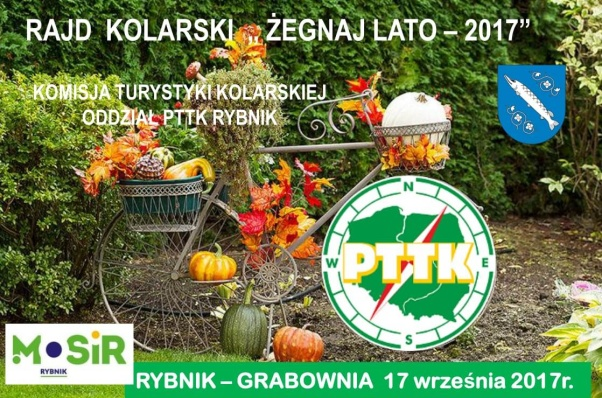 RAJD KOLARSKI „ ŻEGNAJ LATO – 2017”
KOMISJA TURYSTYKI KOLARSKIEJ
ODDZIAŁ PTTK RYBNIK
N
W PTTK E
S
MOSiR
RYBNIK
RYBNIK – GRABOWNIA 17 września 2017r.